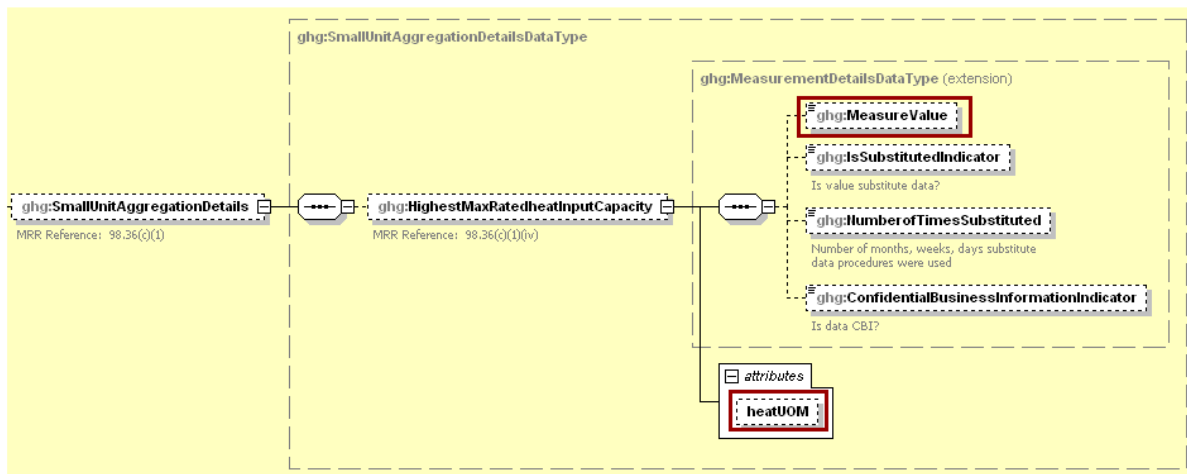 ghg:SmallUnitAggregationDetailsDataType
ghg:MeasurementDetailsDataType (extension)
ghg:MeasureValue
ghg:IsSubstitutedIndicator
Is value substitute data?
ghg:SmallUnitAggregationDetails
MRR Reference: 98.36(c)(1)
ghg:HighestMaxRatedheatInputCapacity
MRR Reference: 98.36(c)(1)(iv)
ghg:NumberofTimesSubstituted
Number of months, weeks, days substitute
data procedures were used
ghg:ConfidentialBusinessInformationIndicator
Is data CBI?
attributes
heatUOM